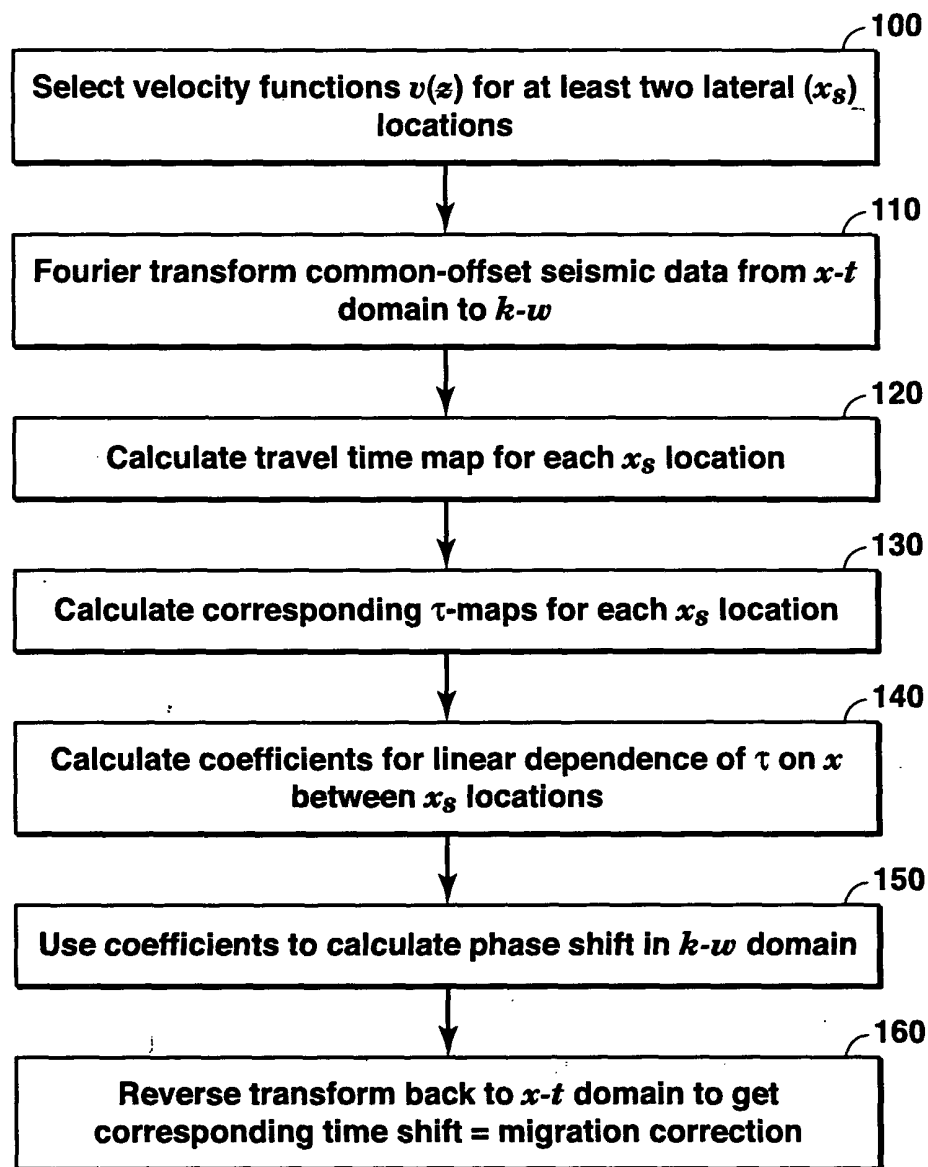 100
Select velocity functions v(z) for at least two lateral (xs)
locations
110
Fourier transform common-offset seismic data from x-t
domain to k-w
120
Calculate travel time map for each xs location
130
Calculate corresponding τ-maps for each xs location
140
Calculate coefficients for linear dependence of τ on x
between xs locations
150
Use coefficients to calculate phase shift in k-w domain
160
Reverse transform back to x-t domain to get
corresponding time shift = migration correction